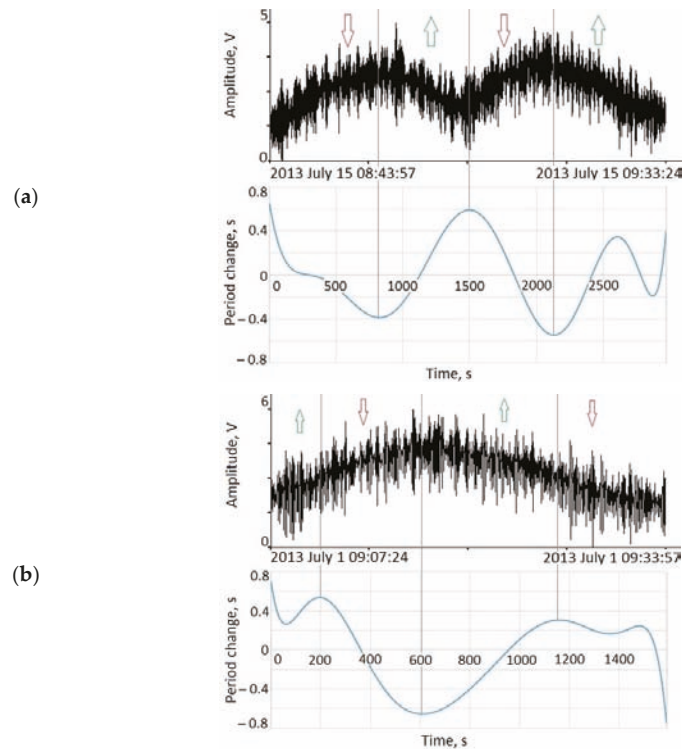 (a)
Amplitude, V
5
0
2013 July 15 08:43:57 2013 July 15 09:33:24
Period change, s
0.8
0.4
0
-0.4
-0.8
0 500 1000 1500 2000 2500
Time, s
(b)
Amplitude, V
6
0
2013 July 1 09:07:24 2013 July 1 09:33:57
Period change, s
0.8
0.4
0
-0.4
-0.8
0 200 400 600 800 1000 1200 1400
Time, s